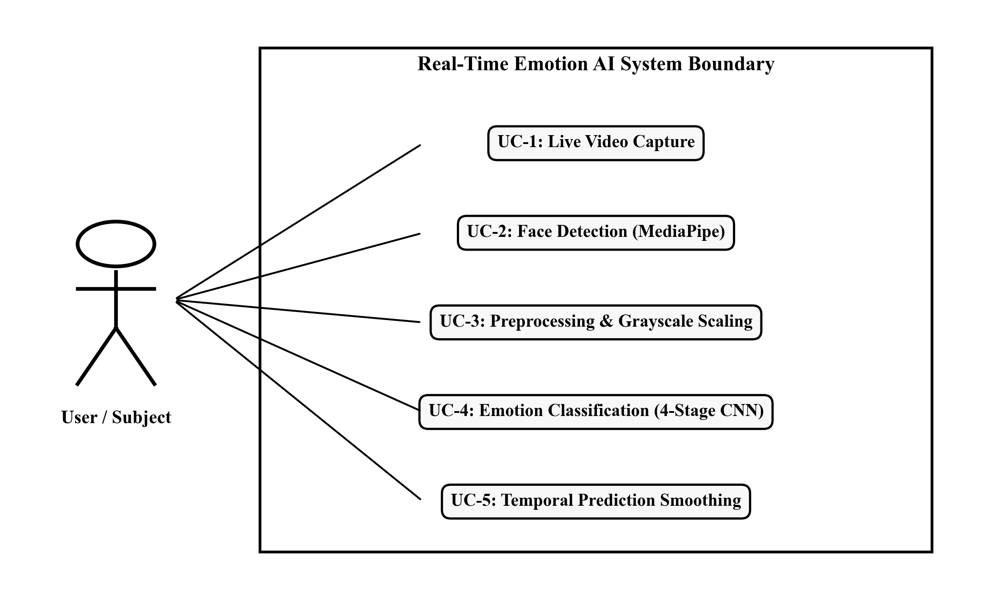 Real-Time Emotion AI System Boundary
UC-1: Live Video Capture
UC-2: Face Detection (MediaPipe)
UC-3: Preprocessing & Grayscale Scaling
UC-4: Emotion Classification (4-Stage CNN)
User / Subject
UC-5: Temporal Prediction Smoothing